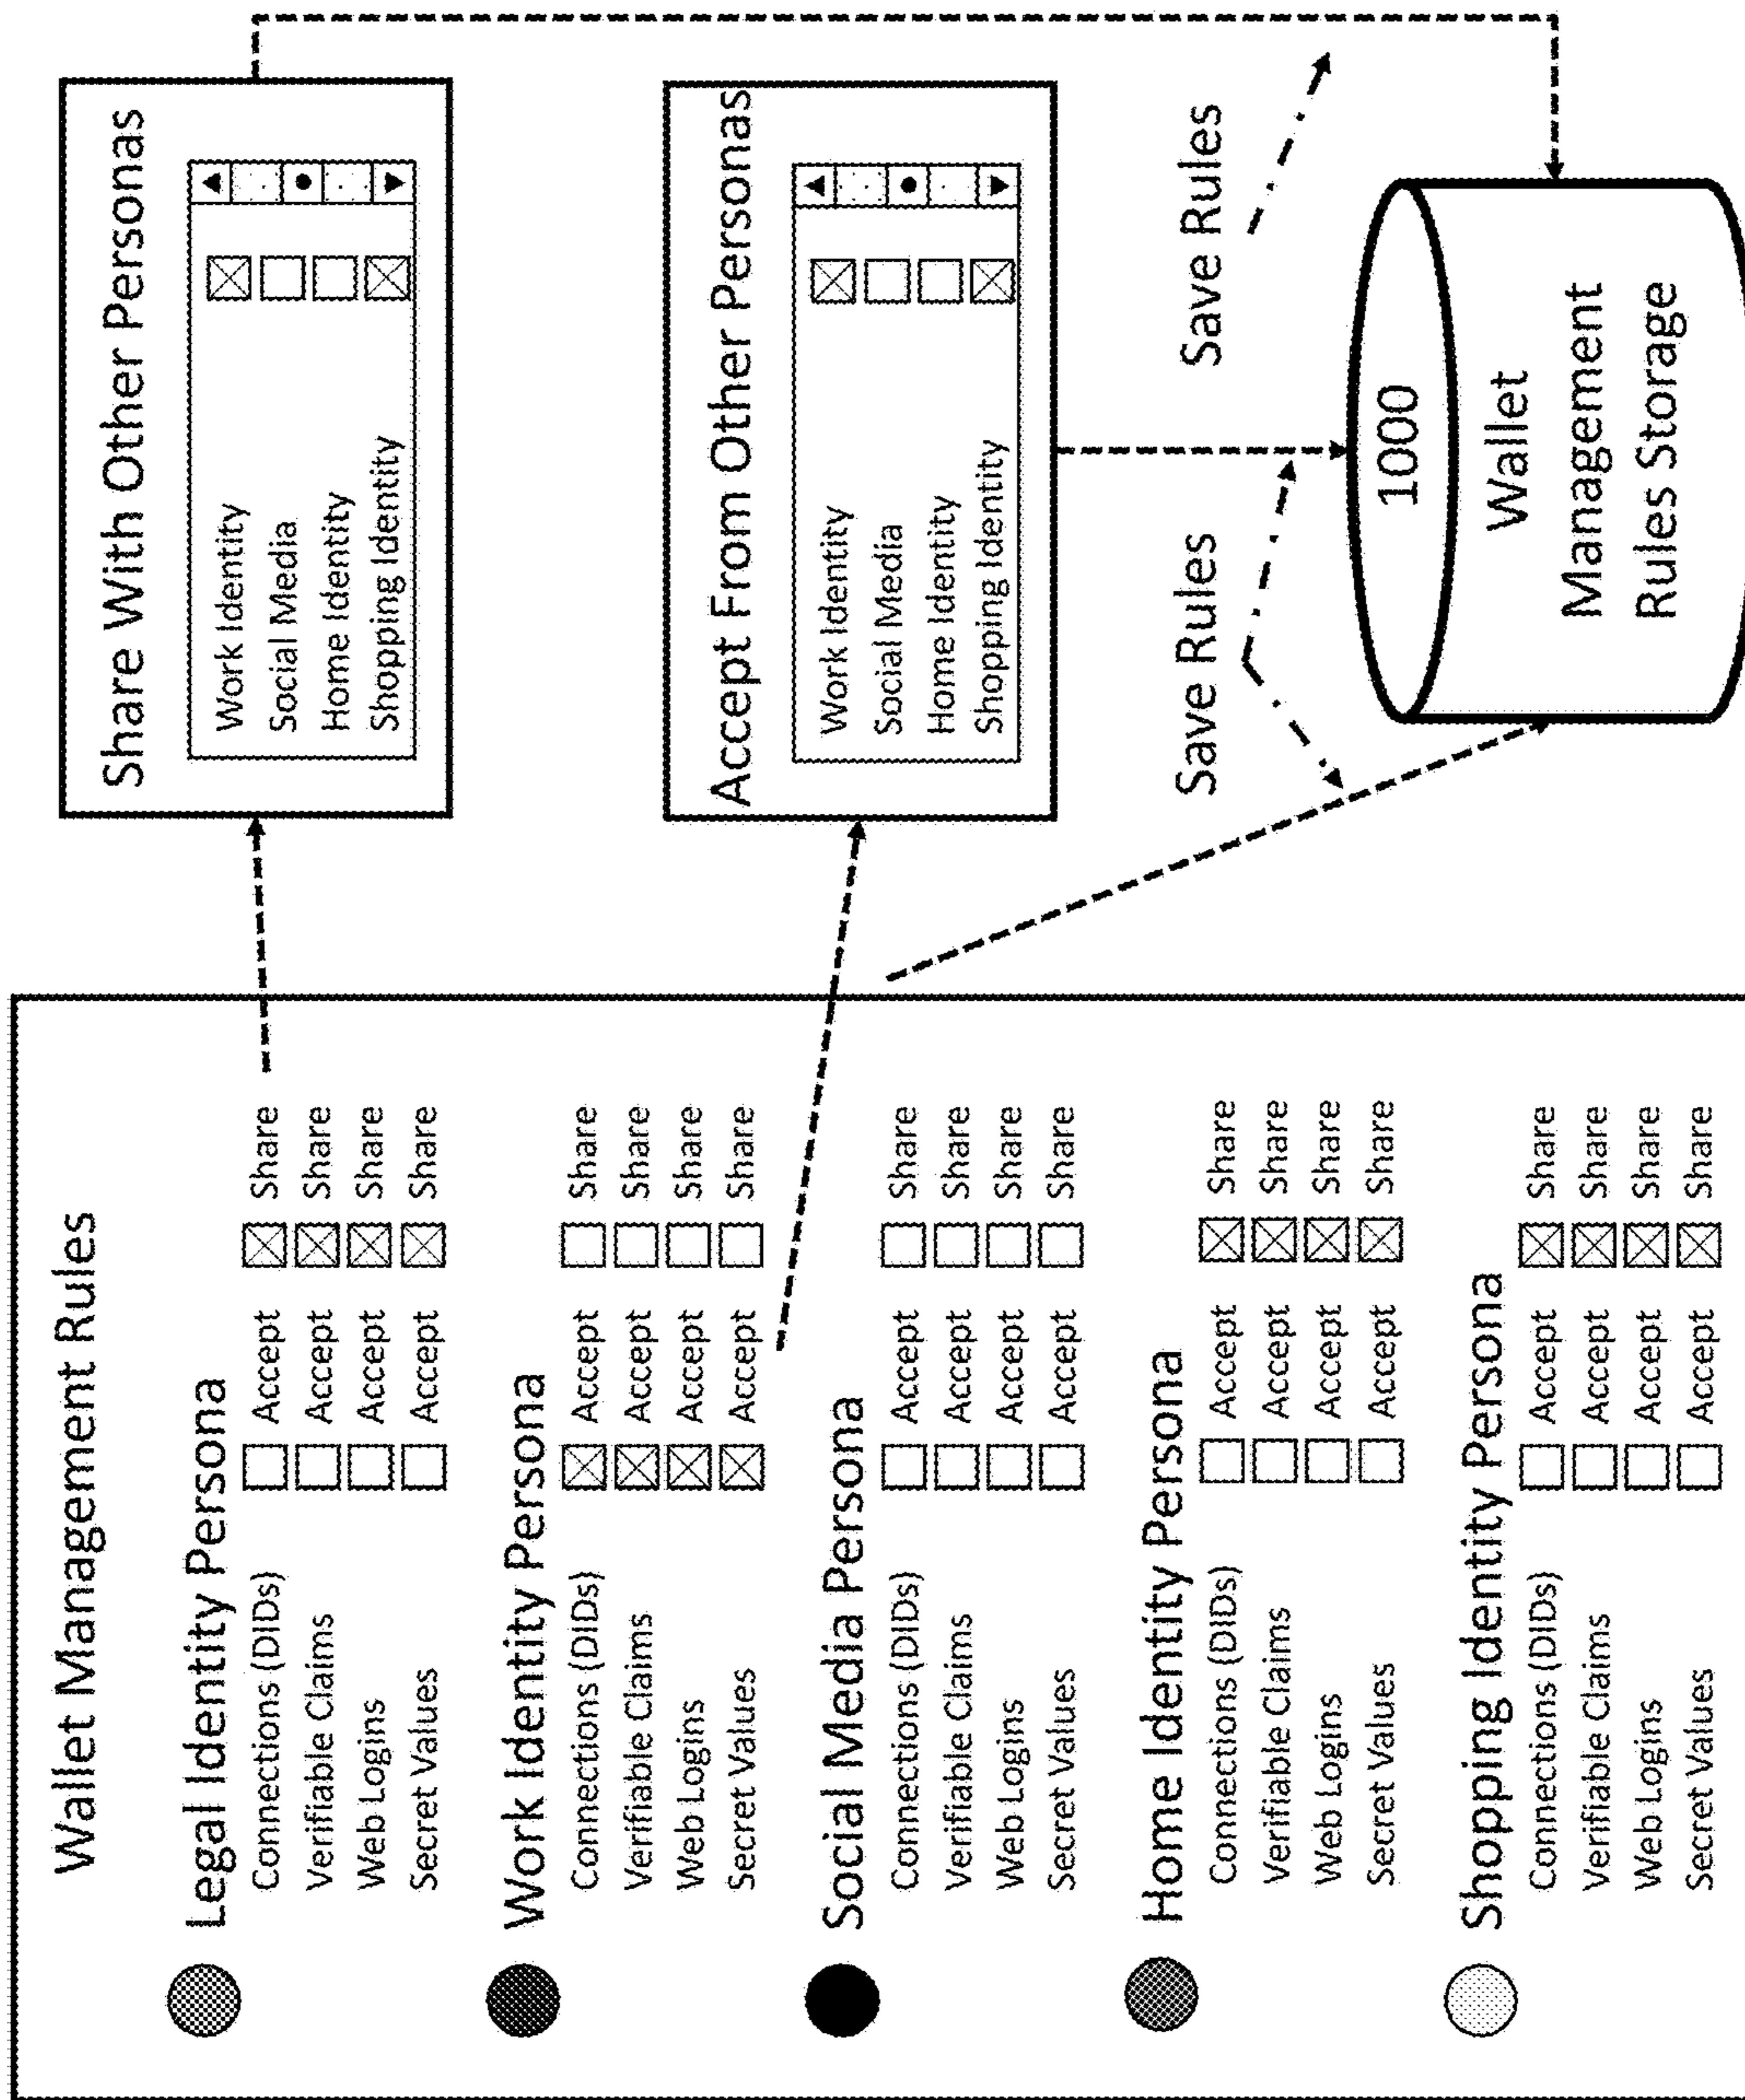 Wallet Management Rules
Legal Identity Persona
Connections (DIDs) Accept Share
Verifiable Claims Accept Share
Web Logins Accept Share
Secret Values Accept Share
Work Identity Persona
Connections (DIDs) Accept Share
Verifiable Claims Accept Share
Web Logins Accept Share
Secret Values Accept Share
Social Media Persona
Connections (DIDs) Accept Share
Verifiable Claims Accept Share
Web Logins Accept Share
Secret Values Accept Share
Home Identity Persona
Connections (DIDs) Accept Share
Verifiable Claims Accept Share
Web Logins Accept Share
Secret Values Accept Share
Shopping Identity Persona
Connections (DIDs) Accept Share
Verifiable Claims Accept Share
Web Logins Accept Share
Secret Values Accept Share
Share With Other Personas
Work Identity
Social Media
Home Identity
Shopping Identity
Accept From Other Personas
Work Identity
Social Media
Home Identity
Shopping Identity
Save Rules
Save Rules
1000
Wallet
Management
Rules Storage